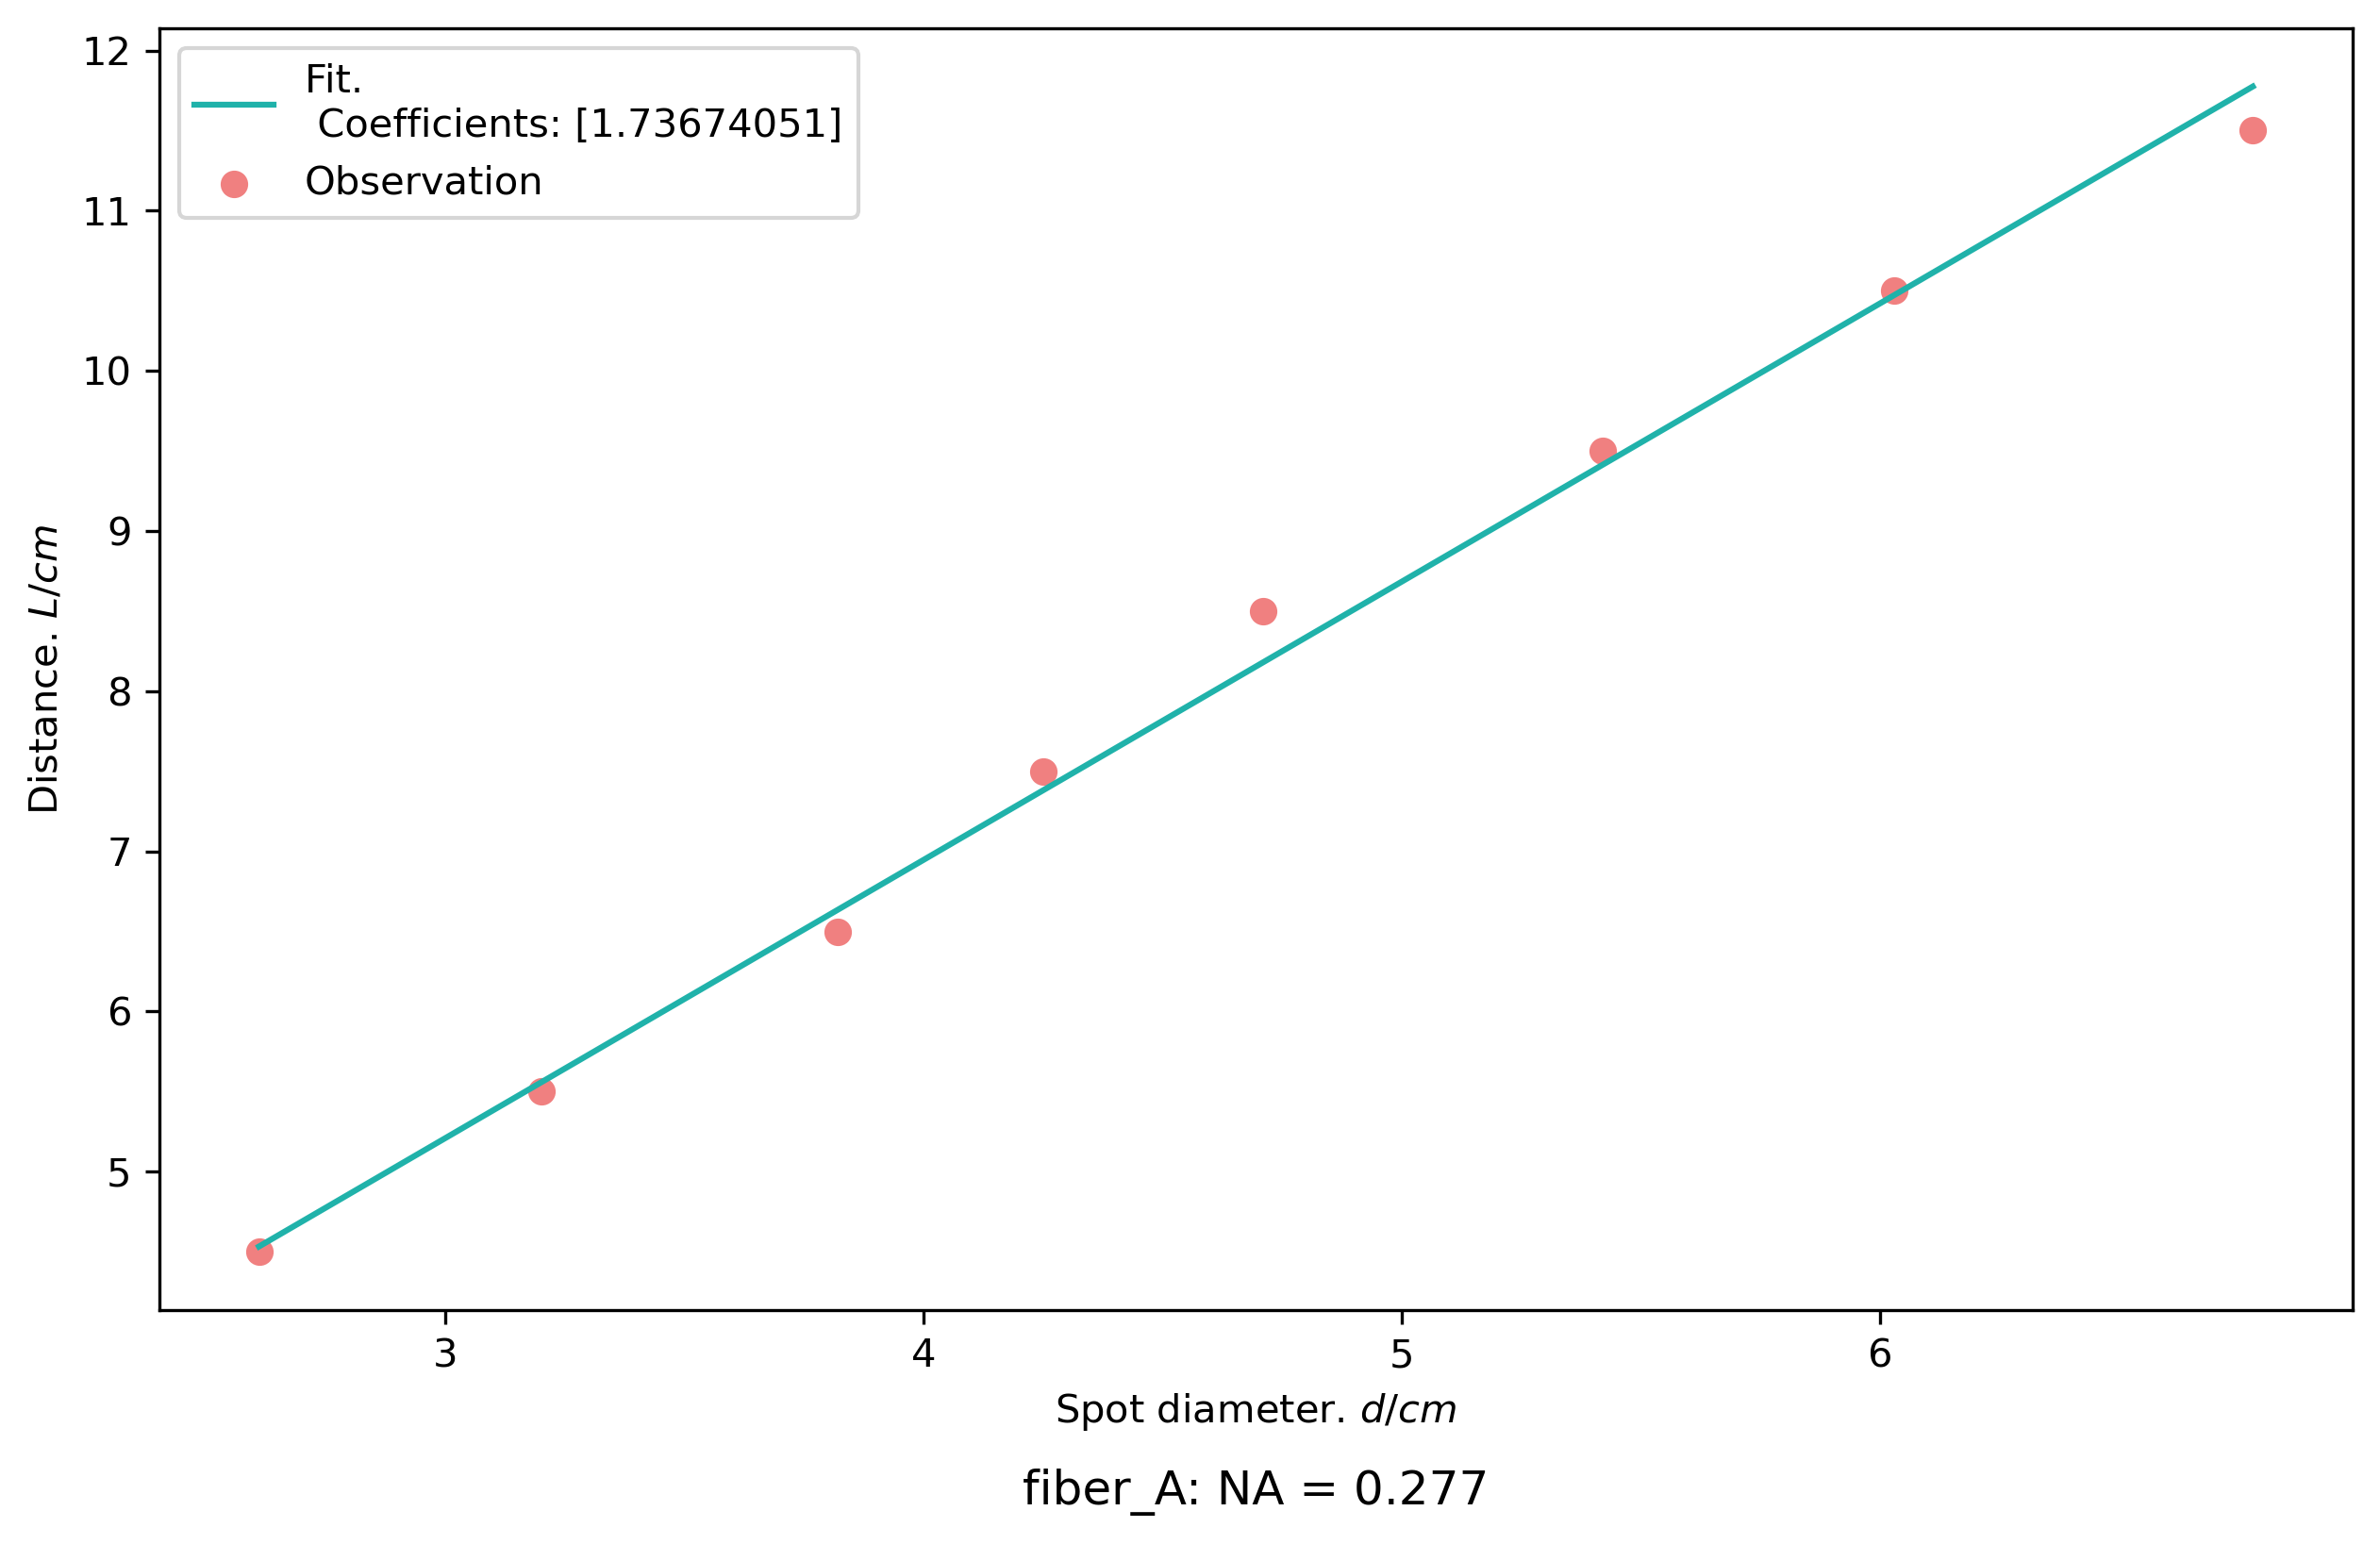 Fit.
Coefficients: [1.73674051]
Observation
12
11
10
9
8
7
6
5
Distance. L/cm
3
4
5
6
Spot diameter. d/cm
fiber_A: NA = 0.277